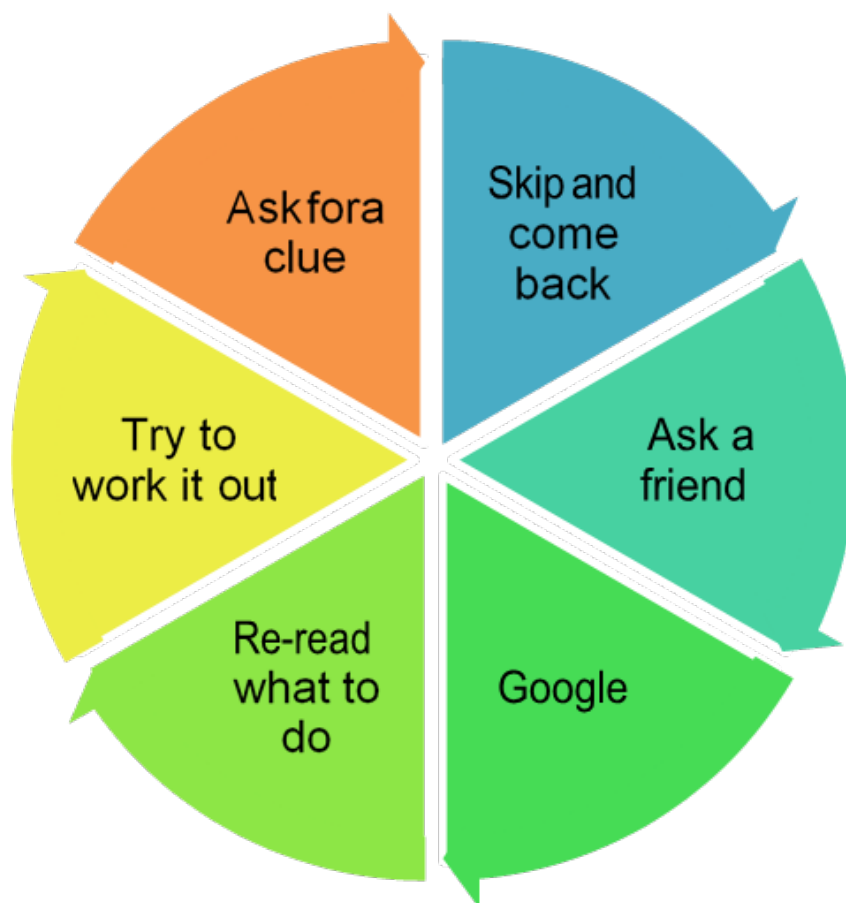 Skip and
come
back
Ask a
friend
Google
Re-read
what to
do
Try to
work it out
Ask for a
clue